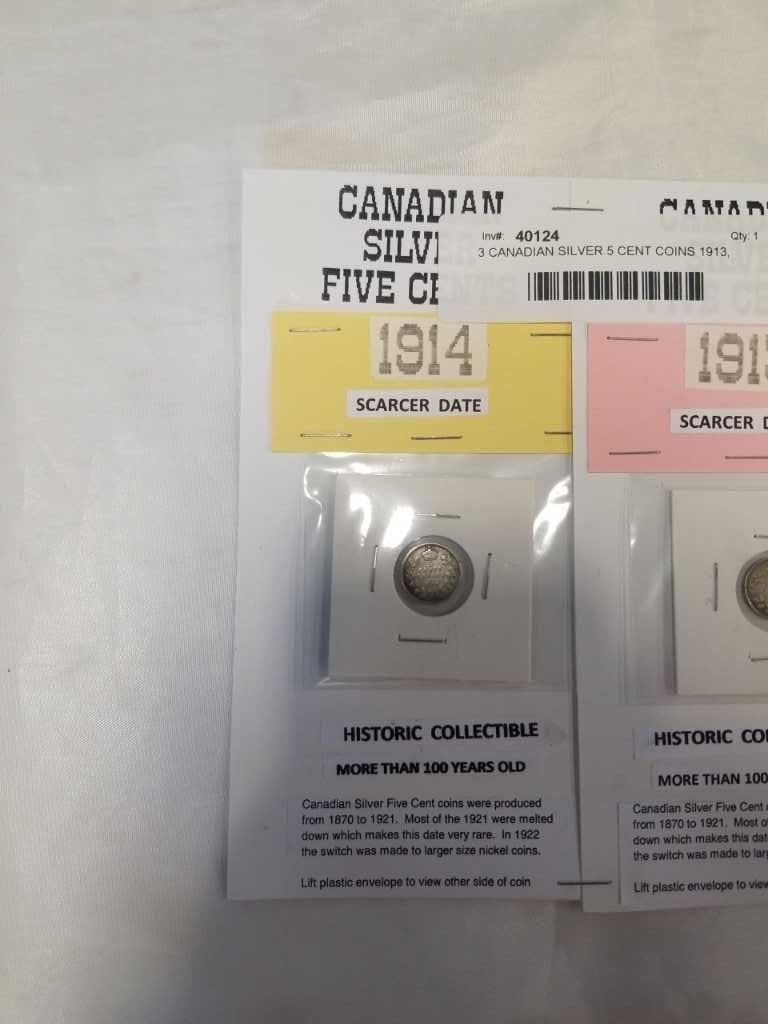 CANADIAN
SILV
FIVE CE
1914
SCARCER DATE
HISTORIC COLLECTIBLE
MORE THAN 100 YEARS OLD
Canadian Silver Five Cent coins were produced
from 1870 to 1921. Most of the 1921 were melted
down which makes this date very rare. In 1922
the switch was made to larger size nickel coins.
Lift plastic envelope to view other side of coin
Inv#: 40124 Qty: 1
3 CANADIAN SILVER 5 CENT COINS 1913,
CANAD
191
SCARCER D
HISTORIC CO
MORE THAN 100
Canadian Silver Five Cent
from 1870 to 1921. Most o
down which makes this dat
the switch was made to larg
Lift plastic envelope to view